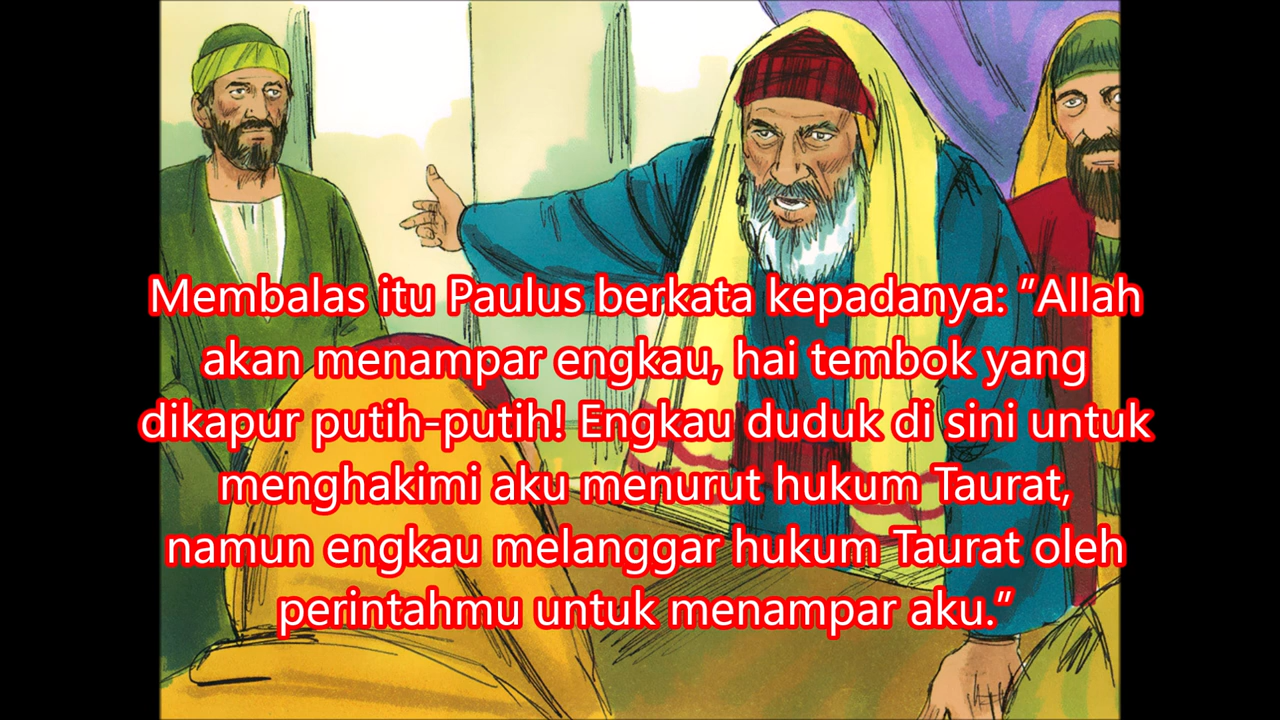 Membalas itu Paulus berkata kepadanya: ”Allah
akan menampar engkau, hai tembok yang
dikapur putih-putih! Engkau duduk di sini untuk
menghakimi aku menurut hukum Taurat,
namun engkau melanggar hukum Taurat oleh
perintahmu untuk menampar aku.”